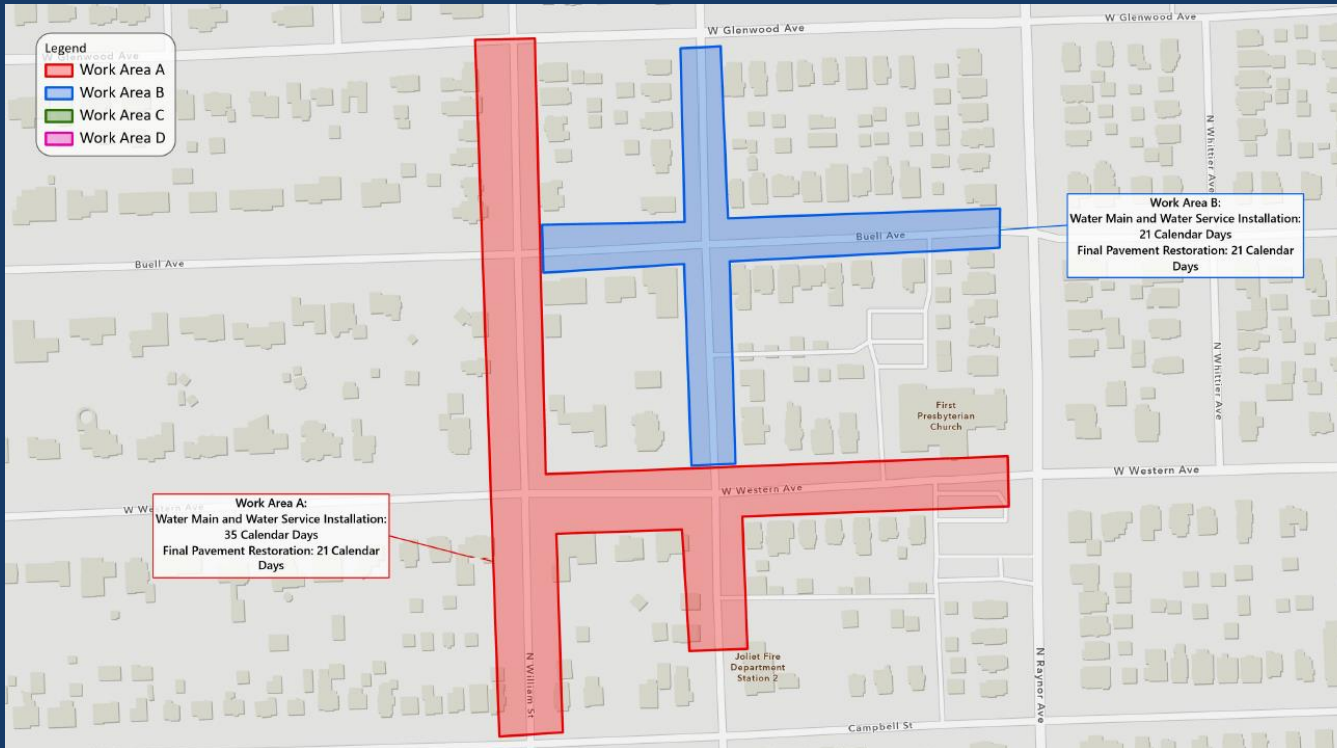 W Glenwood Ave
W Glenwood Ave
Legend
W Glenwood Ave
Work Area A
Work Area B
Work Area C
Work Area D
N Whittier Ave
Work Area B:
Water Main and Water Service Installation:
21 Calendar Days
Final Pavement Restoration: 21 Calendar
Days
Buell Ave
Buell Ave
N Whittier Ave
First
Presbyterian
Church
W Western Ave
W Western Ave
W Western Ave
Work Area A:
Water Main and Water Service Installation:
35 Calendar Days
Final Pavement Restoration: 21 Calendar
Days
Joliet Fire
Department
Station 2
N William St
N Raynor Ave
Campbell St